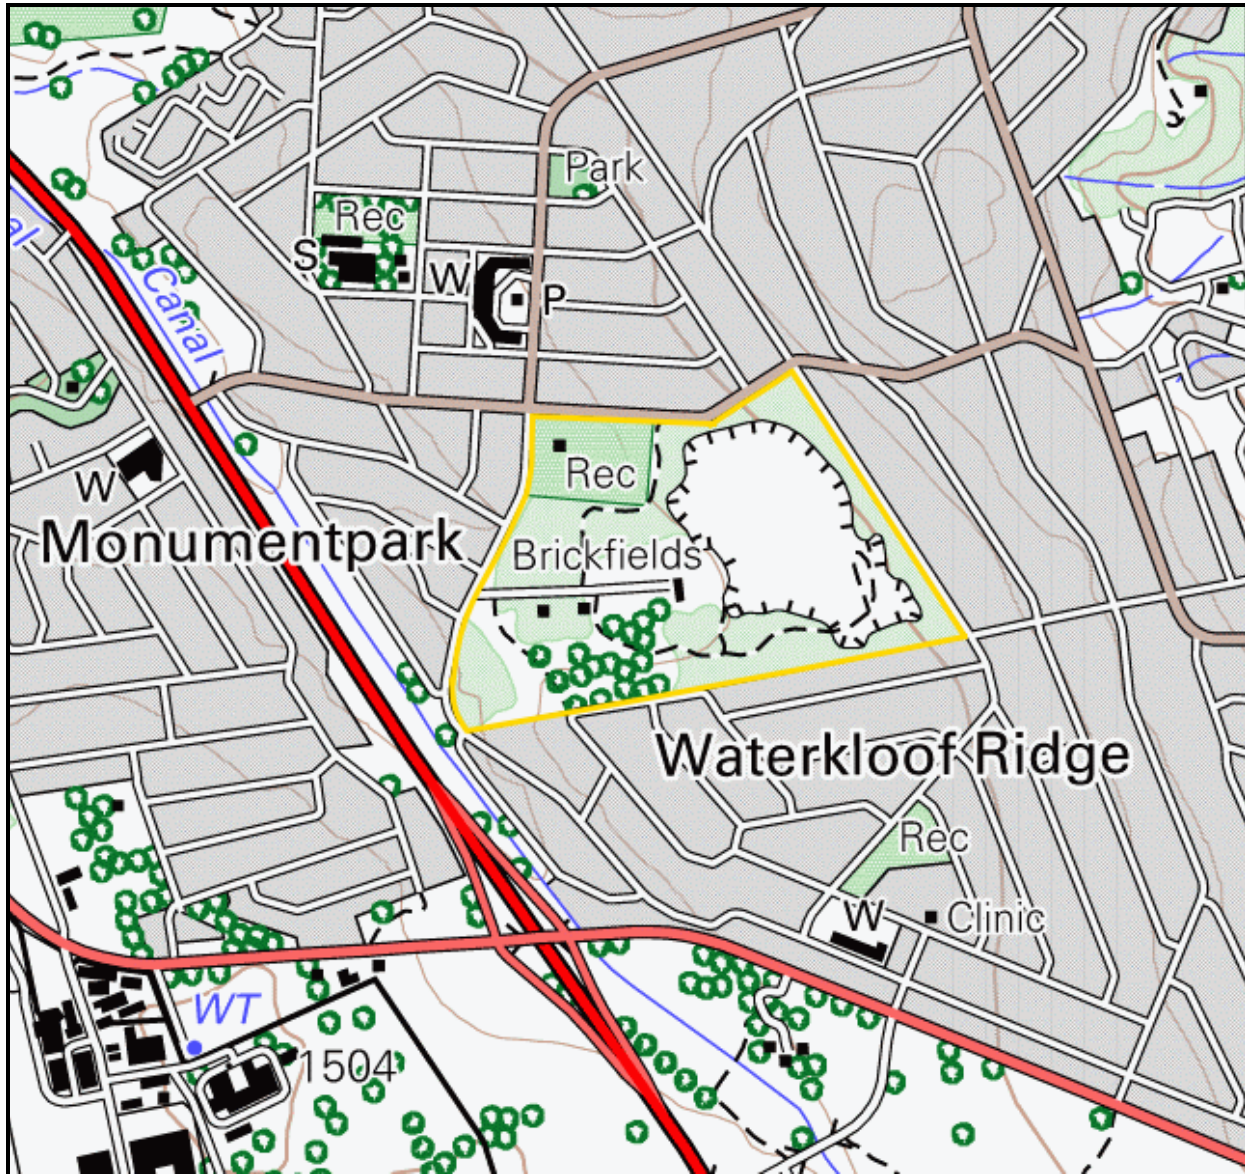 Park
Rec
S
W
P
al
Canal
Rec
W
Monumentpark
Brickfields
Waterkloof Ridge
Rec
W
Clinic
WT
1504